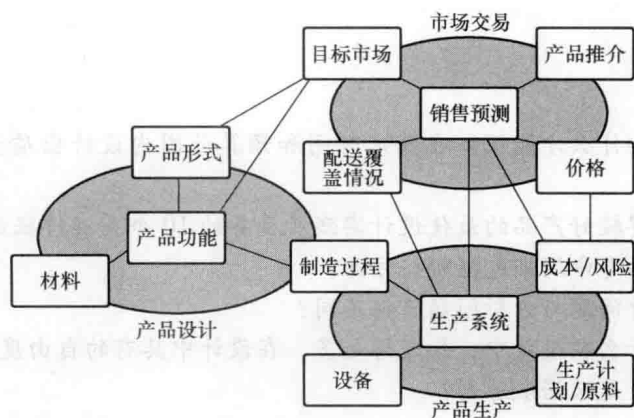 市场交易
目标市场
产品推介
销售预测
产品形式
配送覆
盖情况
价格
产品功能
材料
制造过程
成本/风险
产品设计
生产系统
设备
生产计
划/原料
产品生产